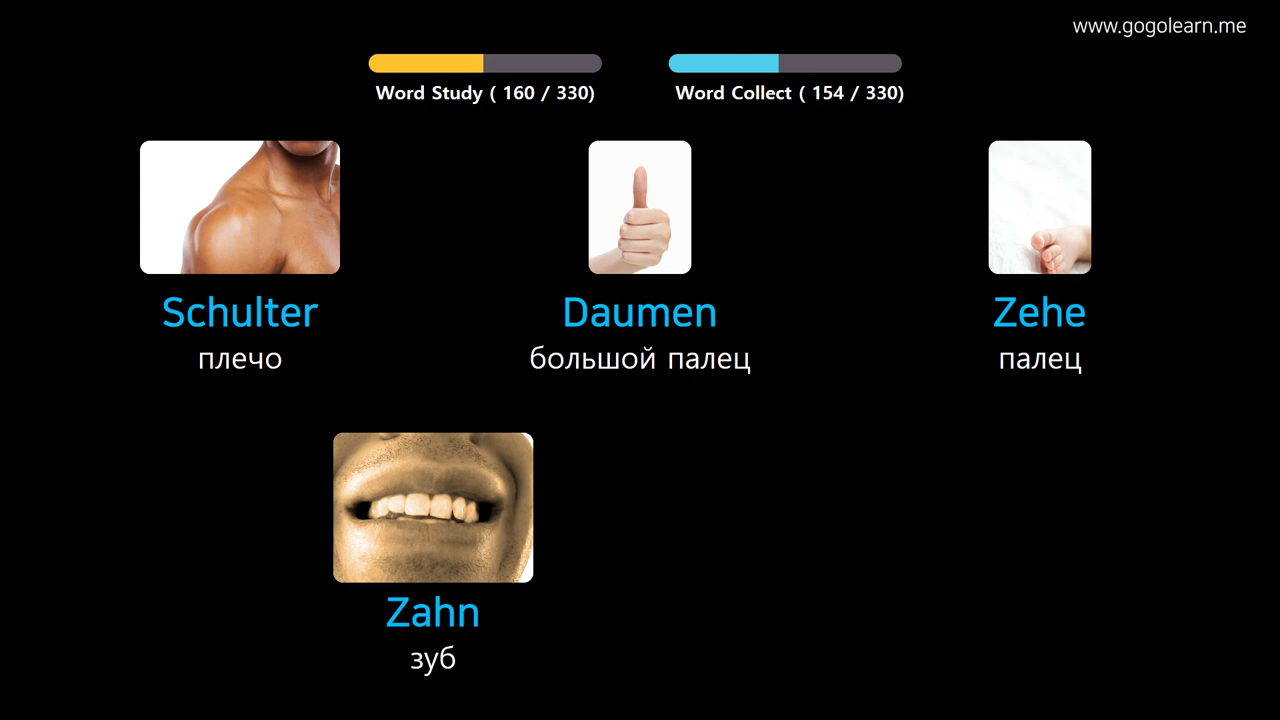 www.gogolearn.me
Word Study ( 160 / 330)
Word Collect ( 154 / 330)
Schulter
плечо
Daumen
большой палец
Zehe
палец
Zahn
зуб